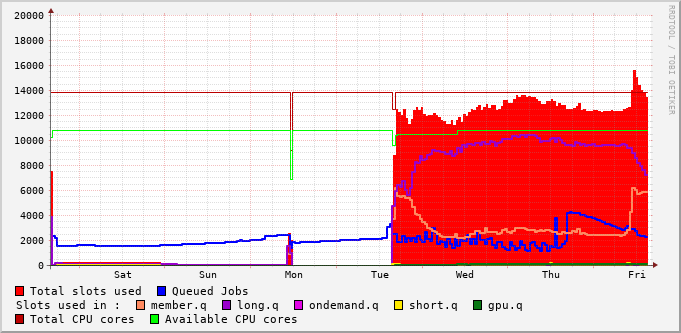 RRDTOOL / TOBI OETIKER
20000
18000
16000
14000
12000
10000
8000
6000
4000
2000
0
Sat Sun Mon Tue Wed Thu Fri
Total slots used Queued Jobs
Slots used in : member.q long.q ondemand.q short.q gpu.q
Total CPU cores Available CPU cores